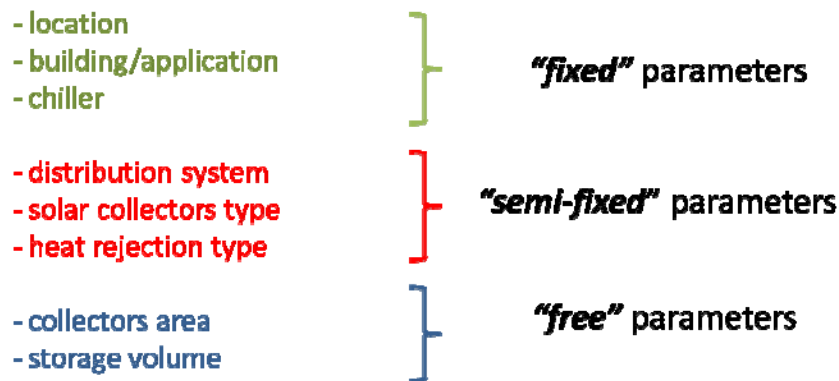 - location
- building/application
- chiller
"fixed" parameters
- distribution system
- solar collectors type
- heat rejection type
"semi-fixed" parameters
- collectors area
- storage volume
"free" parameters